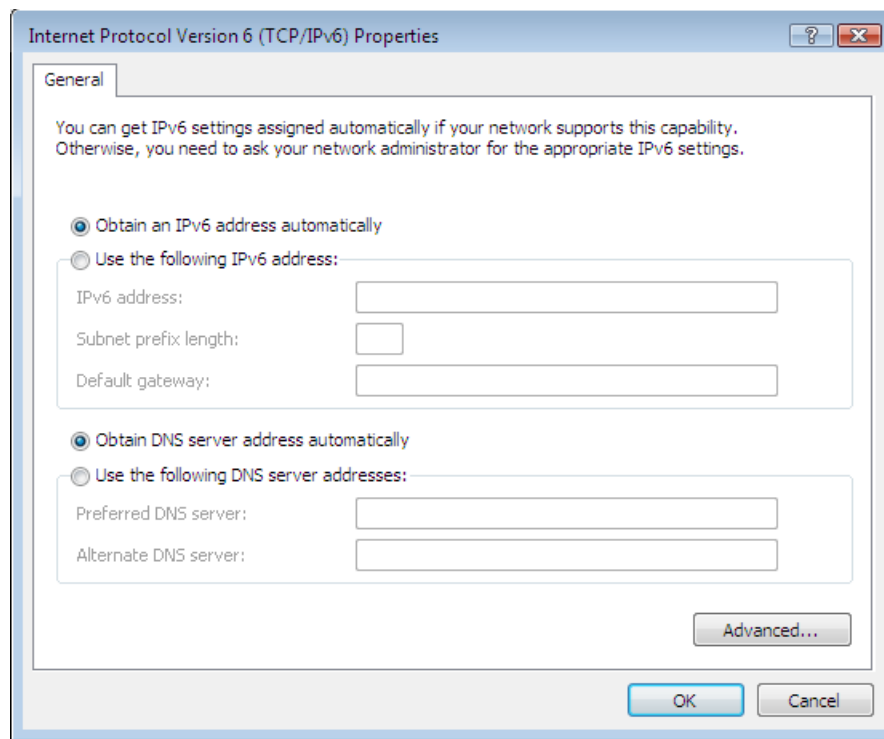 Internet Protocol Version 6 (TCP/IPv6) Properties
?
General
You can get IPv6 settings assigned automatically if your network supports this capability.
Otherwise, you need to ask your network administrator for the appropriate IPv6 settings.
Obtain an IPv6 address automatically
Use the following IPv6 address:
IPv6 address:
Subnet prefix length:
Default gateway:
Obtain DNS server address automatically
Use the following DNS server addresses:
Preferred DNS server:
Alternate DNS server:
Advanced...
OK
Cancel